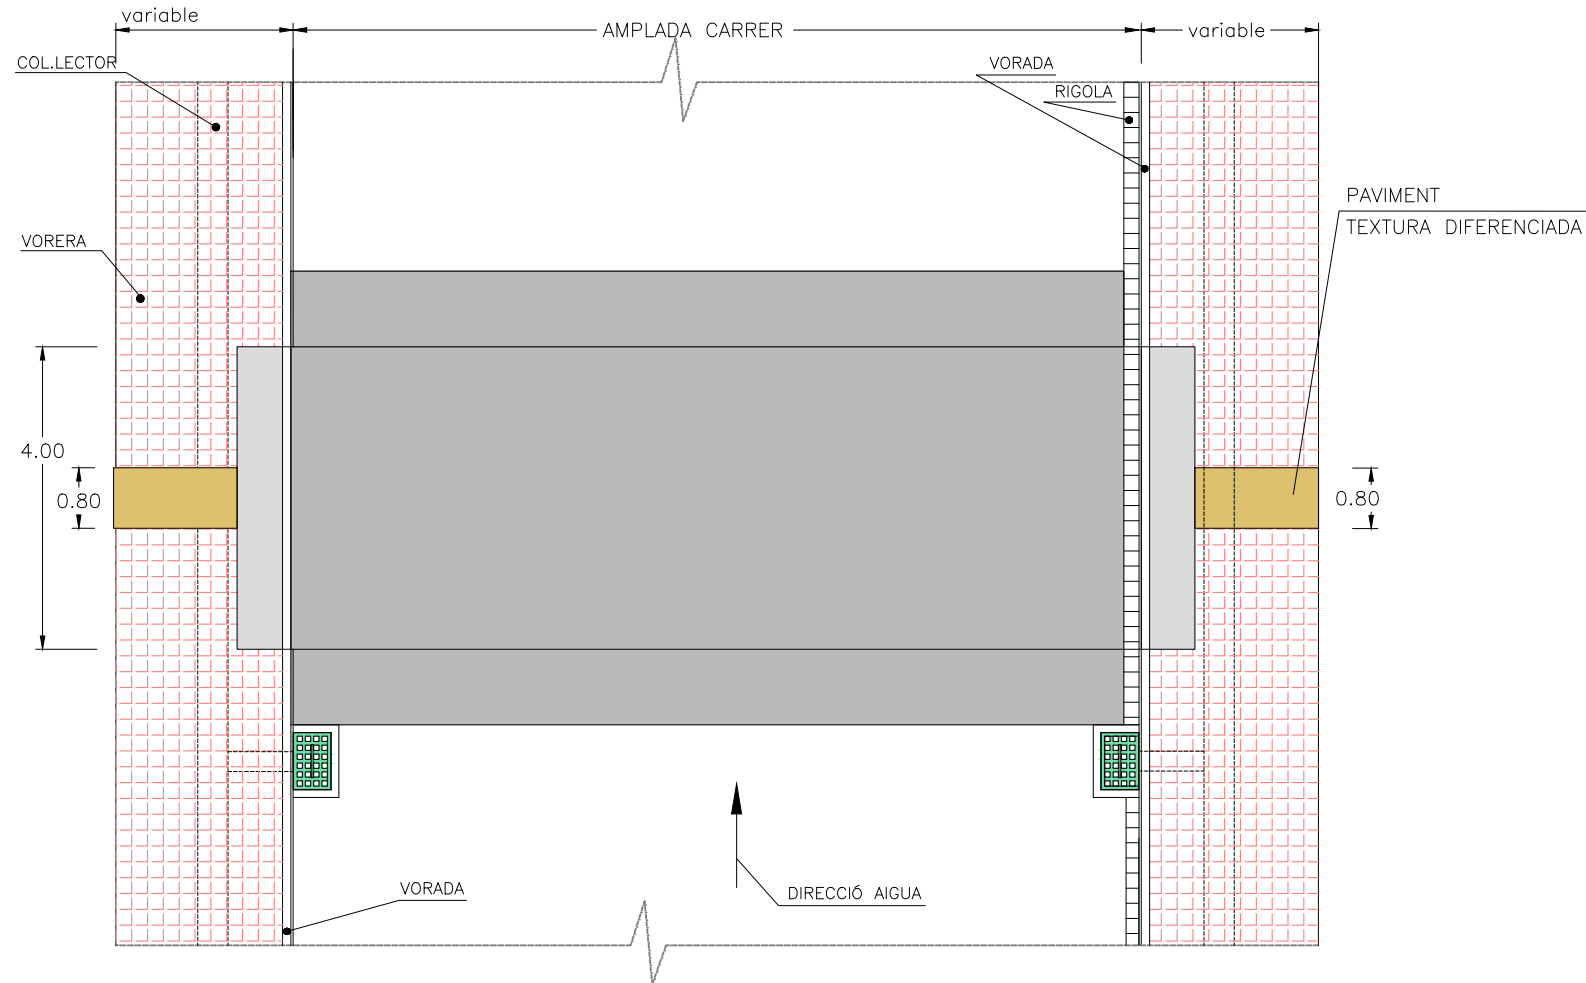 variable
AMPLADA CARRER
variable
COL.LECTOR
VORADA
RIGOLA
PAVIMENT
TEXTURA DIFERENCIADA
VORERA
4.00
0.80
0.80
VORADA
DIRECCIÓ AIGUA